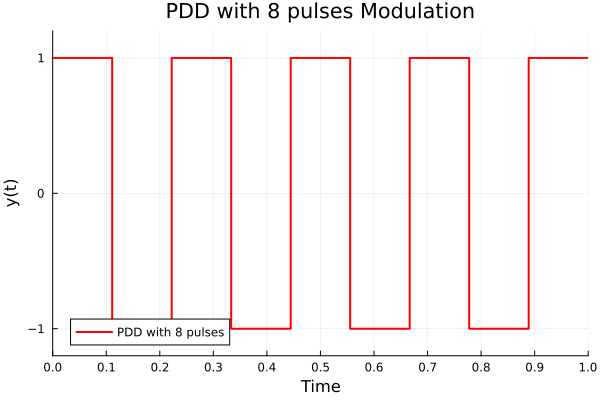 PDD with 8 pulses Modulation
y(t)
1
0
−1
PDD with 8 pulses
0.0 0.1 0.2 0.3 0.4 0.5 0.6 0.7 0.8 0.9 1.0
Time